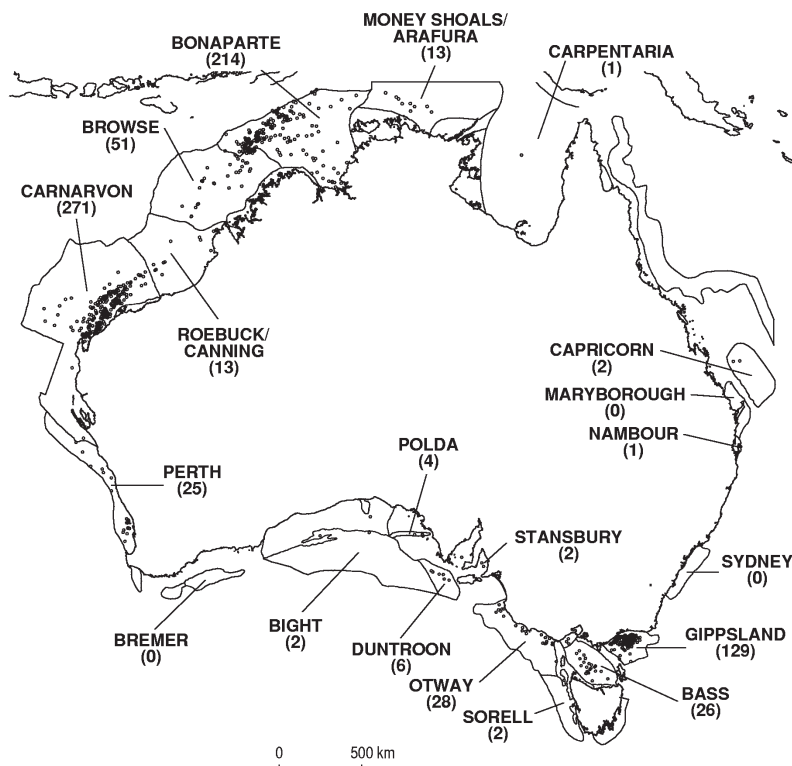 MONEY SHOALS/
ARAFURA
(13)
BONAPARTE
(214)
CARPENTARIA
(1)
BROWSE
(51)
CARNARVON
(271)
ROEBUCK/
CANNING
(13)
CAPRICORN
(2)
MARYBOROUGH
(0)
NAMBOUR
(1)
POLDA
(4)
PERTH
(25)
STANSBURY
(2)
SYDNEY
(0)
BREMER
(0)
BIGHT
(2)
DUNTROON
(6)
GIPPSLAND
(129)
OTWAY
(28)
BASS
(26)
SORELL
(2)
0 500 km